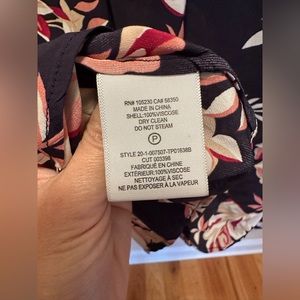 RN# 105230 CA# 58350
MADE IN CHINA
SHELL:100%VISCOSE
DRY CLEAN
DO NOT STEAM
P
STYLE 20-1-007507-TP01638B
CUT 003398
FABRIQUÉ EN CHINE
EXTÉRIEUR:100%VISCOSE
NETTOYAGE À SEC
NE PAS EXPOSER À LA VAPEUR